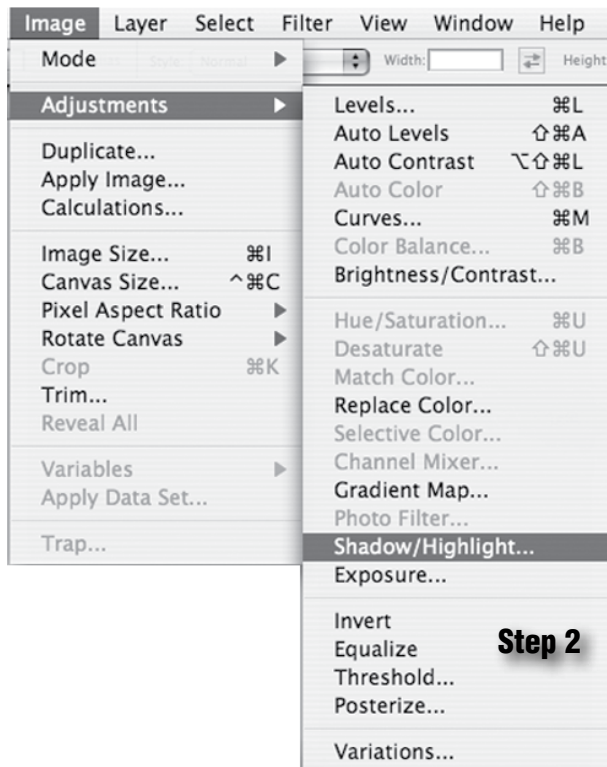 Image Layer Select Filter View Window Help
Style: Normal Width: Height
Mode
Adjustments
Duplicate...
Apply Image...
Calculations...
Image Size... ⌘I
Canvas Size... ^⌘C
Pixel Aspect Ratio
Rotate Canvas
Crop ⌘K
Trim...
Reveal All
Variables
Apply Data Set...
Trap...
Levels... ⌘L
Auto Levels ⇧⌘A
Auto Contrast ⌥⇧⌘L
Auto Color ⇧⌘B
Curves... ⌘M
Color Balance... ⌘B
Brightness/Contrast...
Hue/Saturation... ⌘U
Desaturate ⇧⌘U
Match Color...
Replace Color...
Selective Color...
Channel Mixer...
Gradient Map...
Photo Filter...
Shadow/Highlight...
Exposure...
Invert
Equalize
Threshold...
Posterize...
Variations...
Step 2